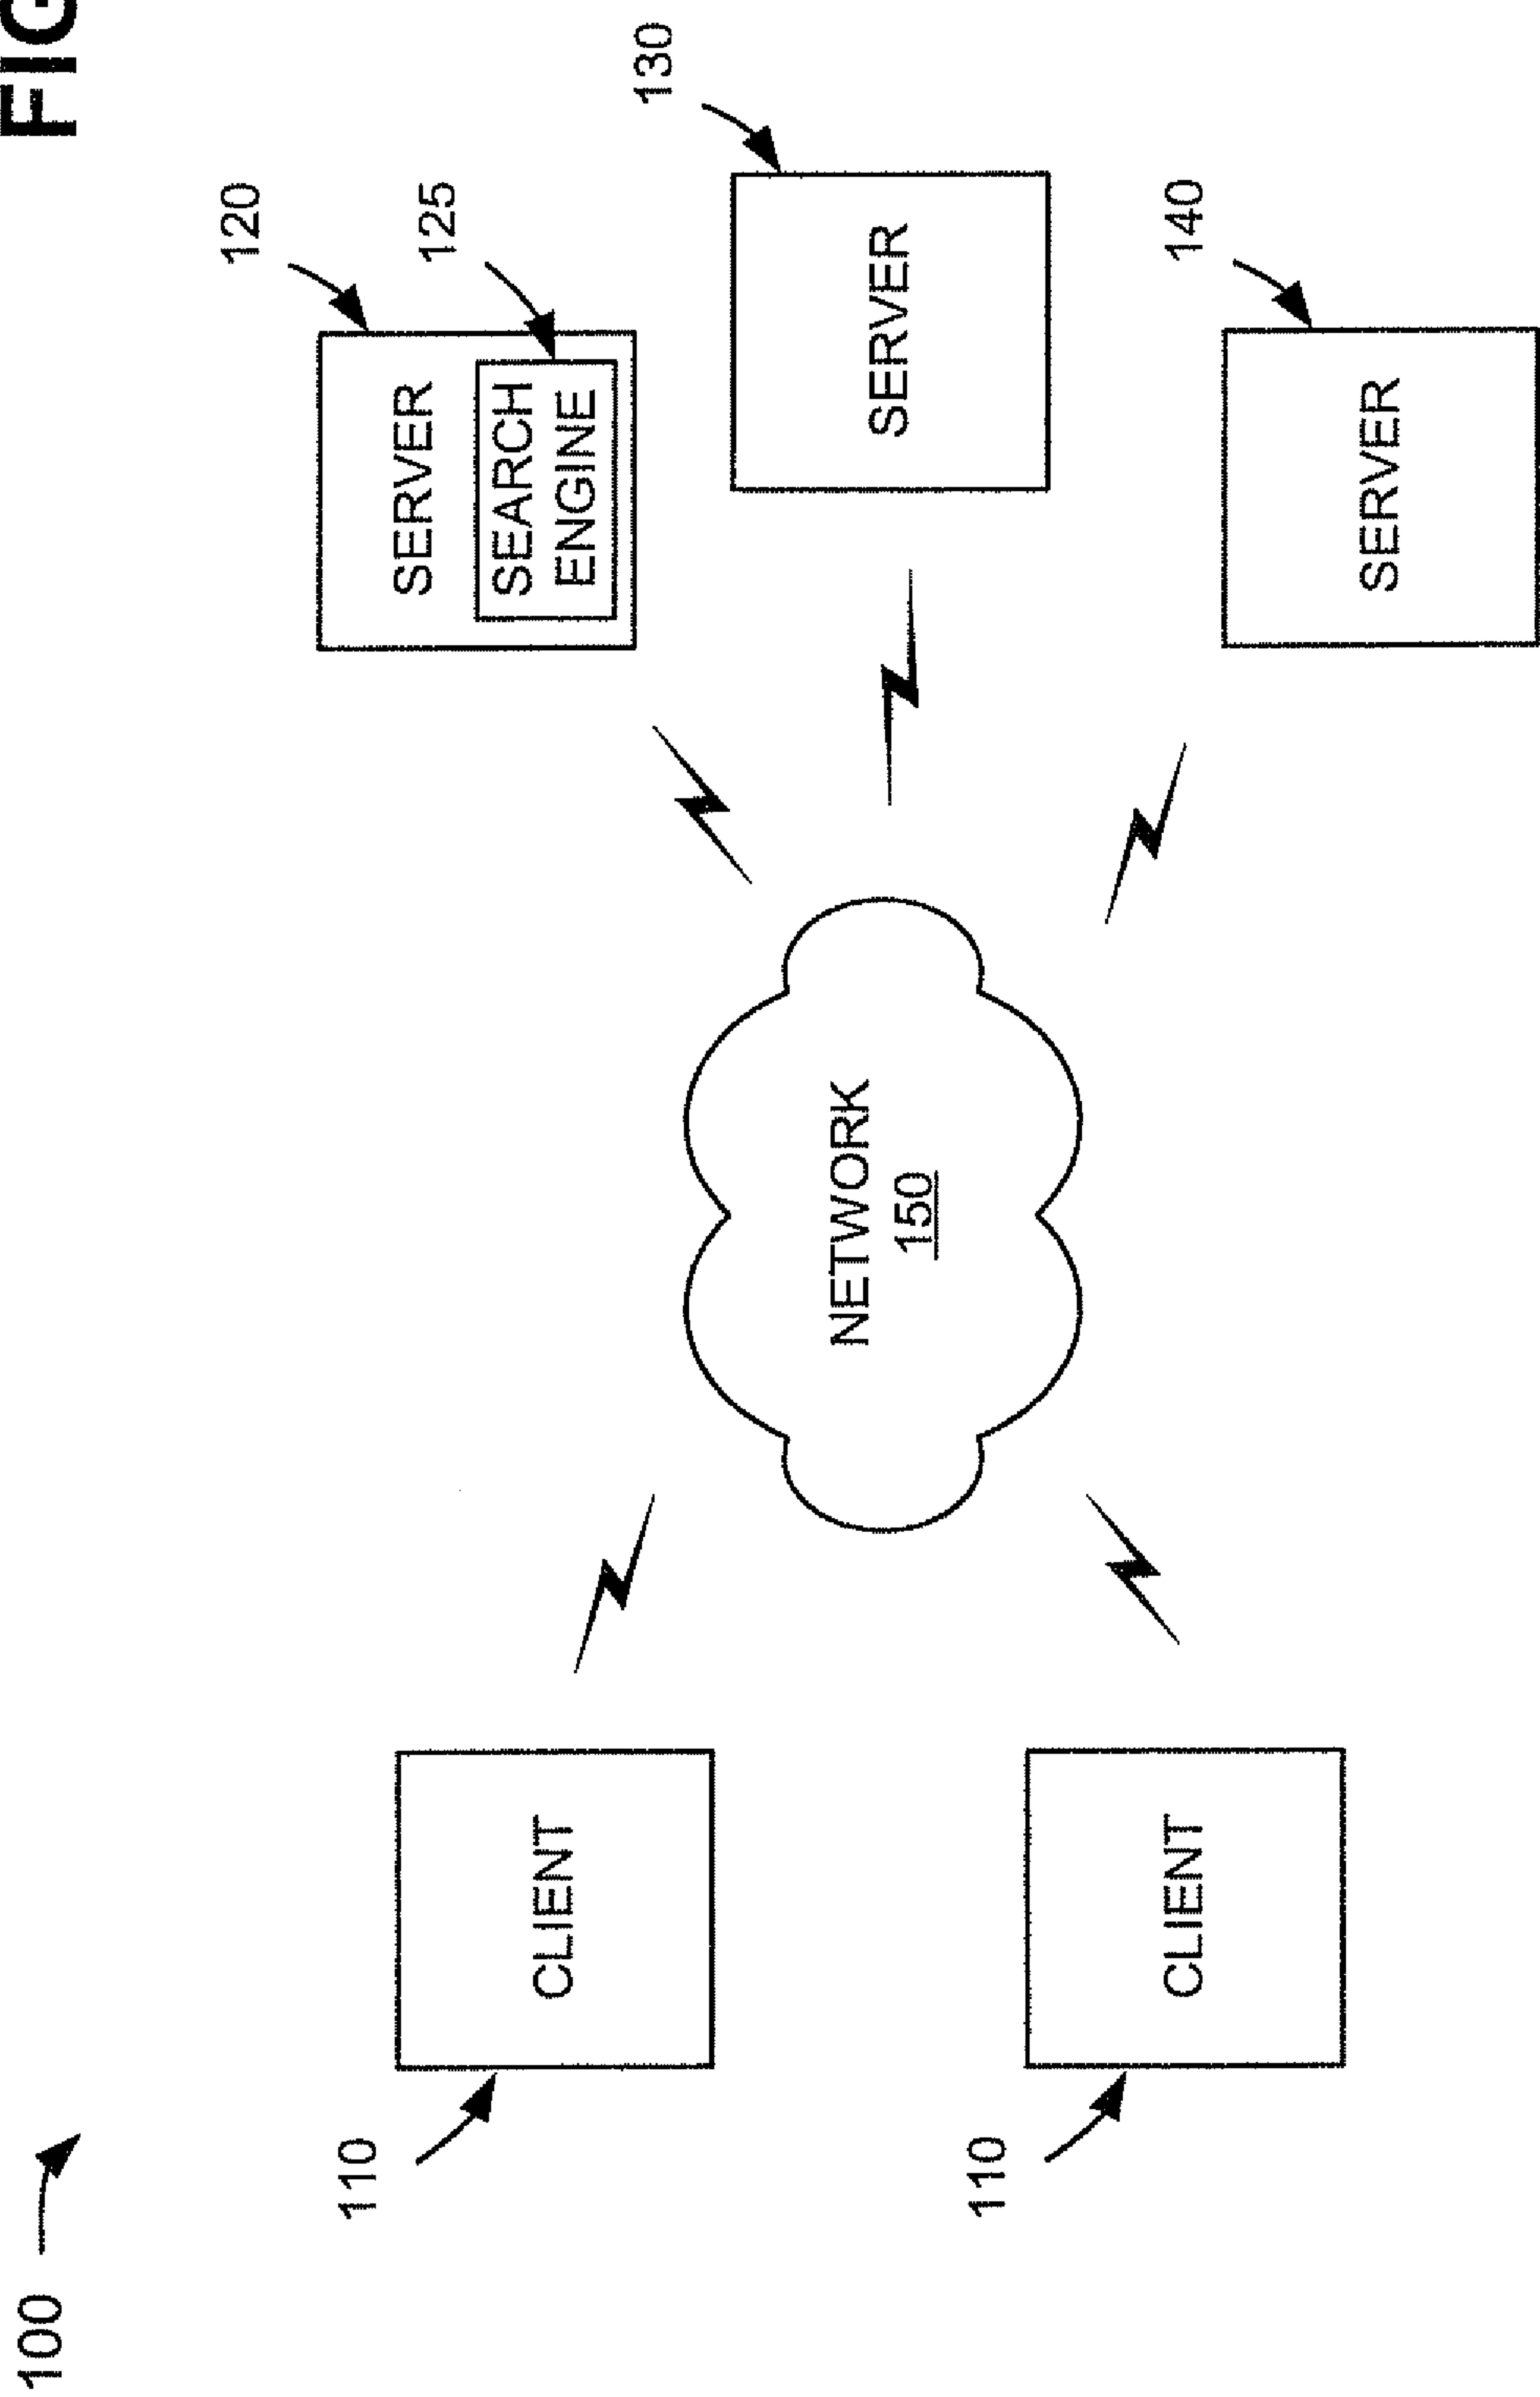 FIG
100
110
CLIENT
110
CLIENT
NETWORK
150
120
SERVER
125
SEARCH
ENGINE
130
SERVER
140
SERVER